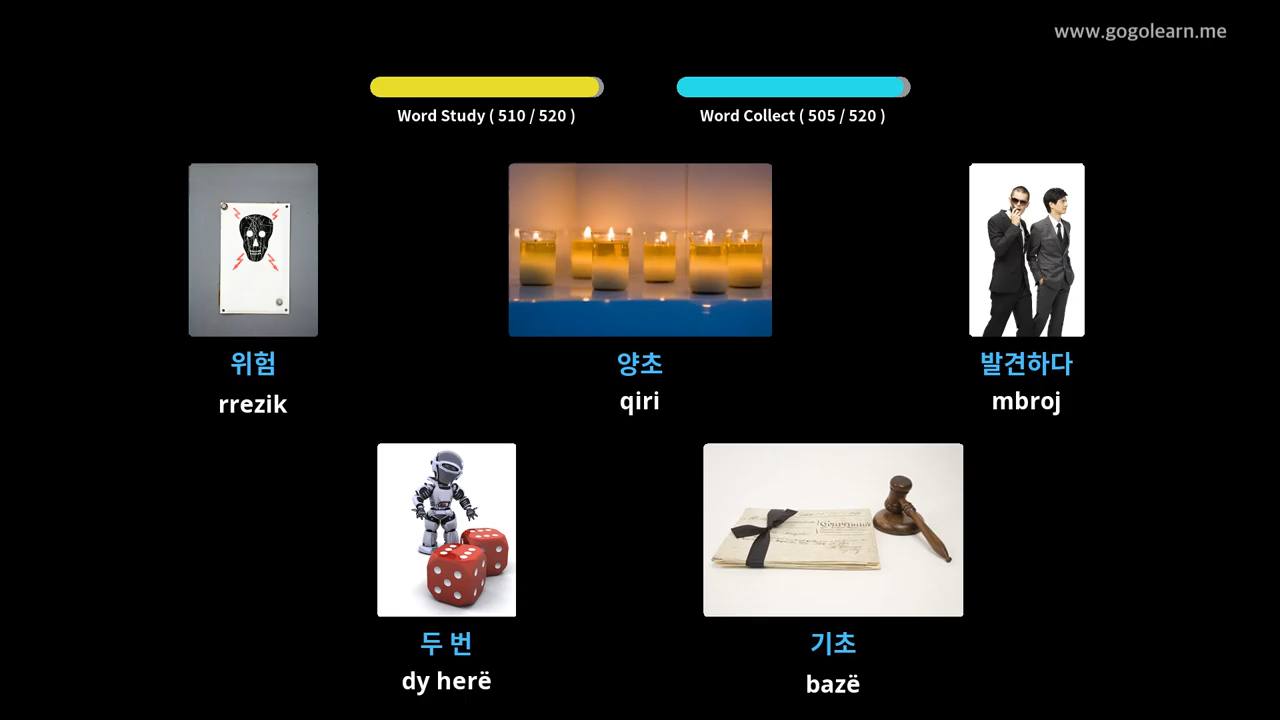 www.gogolearn.me
Word Study ( 510 / 520 )
Word Collect ( 505 / 520 )
위험
rrezik
양초
qiri
발견하다
mbroj
두 번
dy herë
기초
bazë